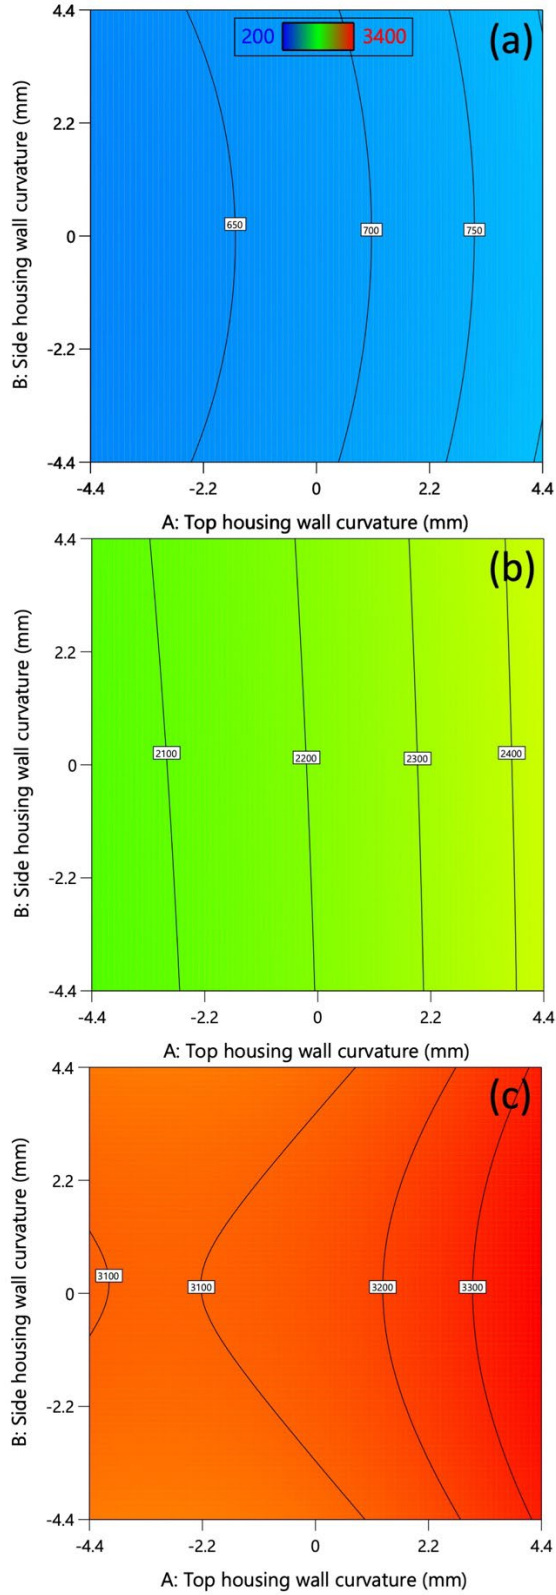 200 3400 (a)
4.4
2.2
0
-2.2
-4.4
B: Side housing wall curvature (mm)
650 700 750
-4.4 -2.2 0 2.2 4.4
A: Top housing wall curvature (mm)
(b)
4.4
2.2
0
-2.2
-4.4
B: Side housing wall curvature (mm)
2100 2200 2300 2400
-4.4 -2.2 0 2.2 4.4
A: Top housing wall curvature (mm)
(c)
4.4
2.2
0
-2.2
-4.4
B: Side housing wall curvature (mm)
3100 3100 3200 3300
-4.4 -2.2 0 2.2 4.4
A: Top housing wall curvature (mm)